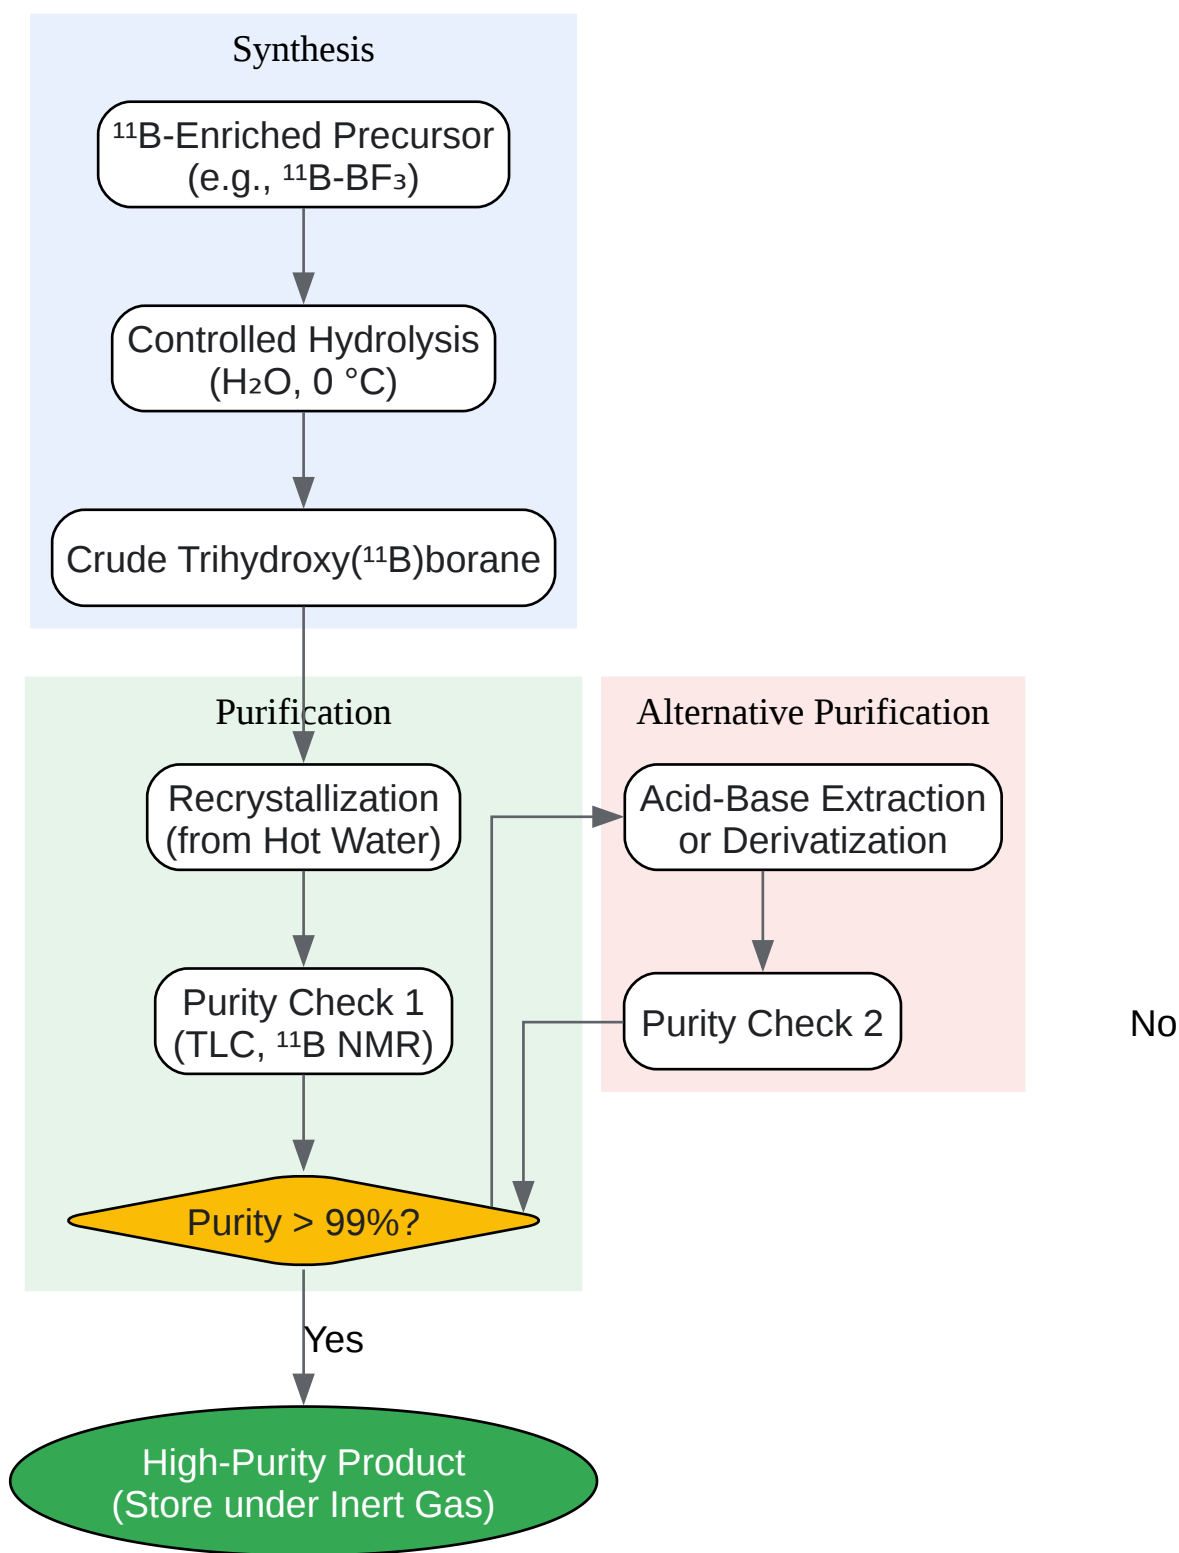 Synthesis
¹¹B-Enriched Precursor
(e.g., ¹¹B-BF₃)
Controlled Hydrolysis
(H₂O, 0 °C)
Crude Trihydroxy(¹¹B)borane
Purification
Recrystallization
(from Hot Water)
Purity Check 1
(TLC, ¹¹B NMR)
Purity > 99%?
Alternative Purification
Acid-Base Extraction
or Derivatization
Purity Check 2
No
Yes
High-Purity Product
(Store under Inert Gas)